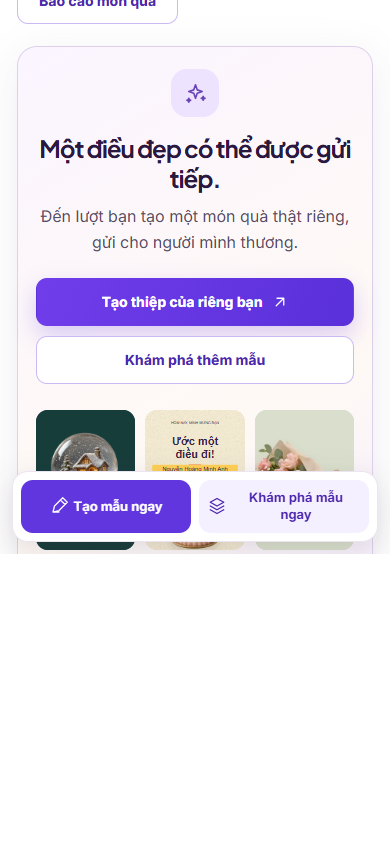 Báo cáo món quà
Một điều đẹp có thể được gửi
tiếp.
Đến lượt bạn tạo một món quà thật riêng,
gửi cho người mình thương.
Tạo thiệp của riêng bạn
Khám phá thêm mẫu
Ước một
điều đi!
Nguyễn Hoàng Minh Anh
Tạo mẫu ngay
Khám phá mẫu
ngay